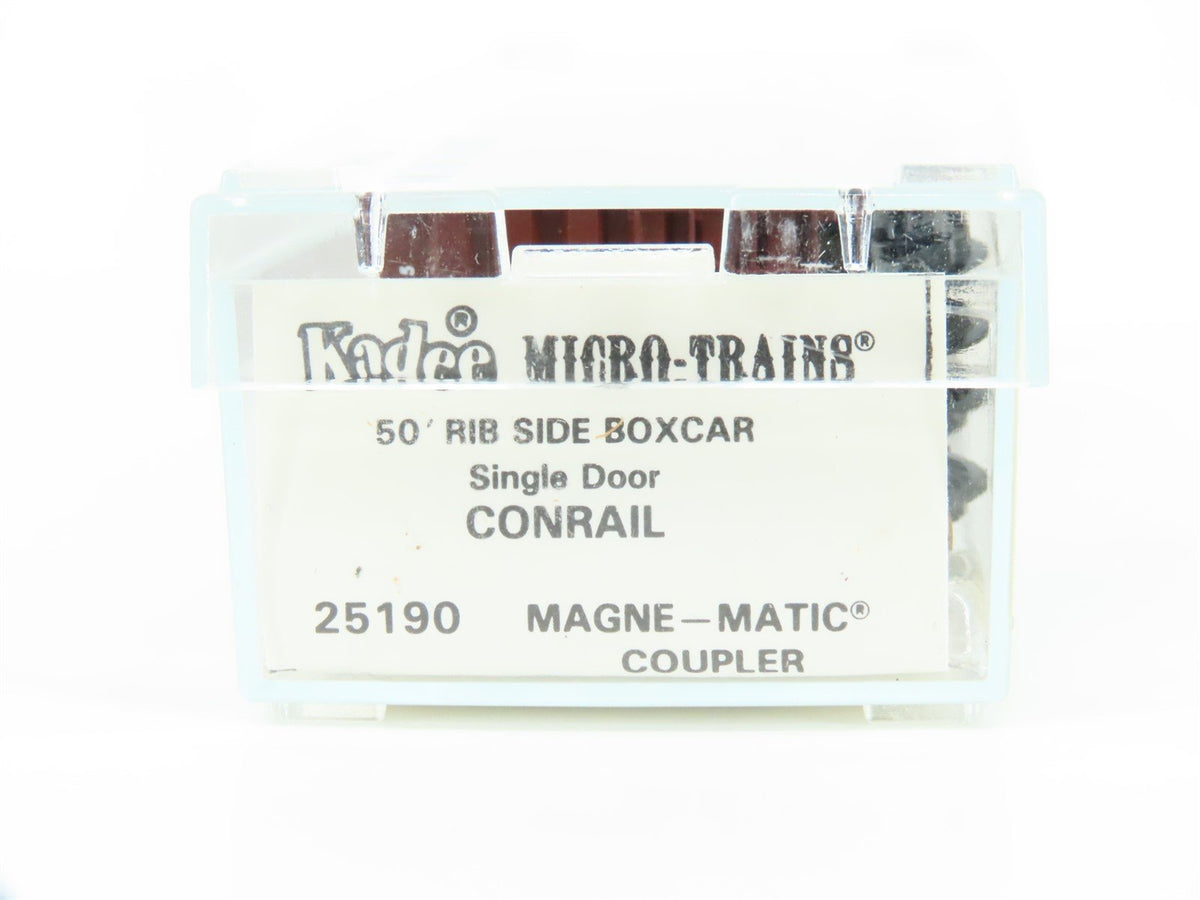 Kadee® MICRO-TRAINS®
50' RIB SIDE BOXCAR
Single Door
CONRAIL
25190 MAGNE–MATIC®
COUPLER